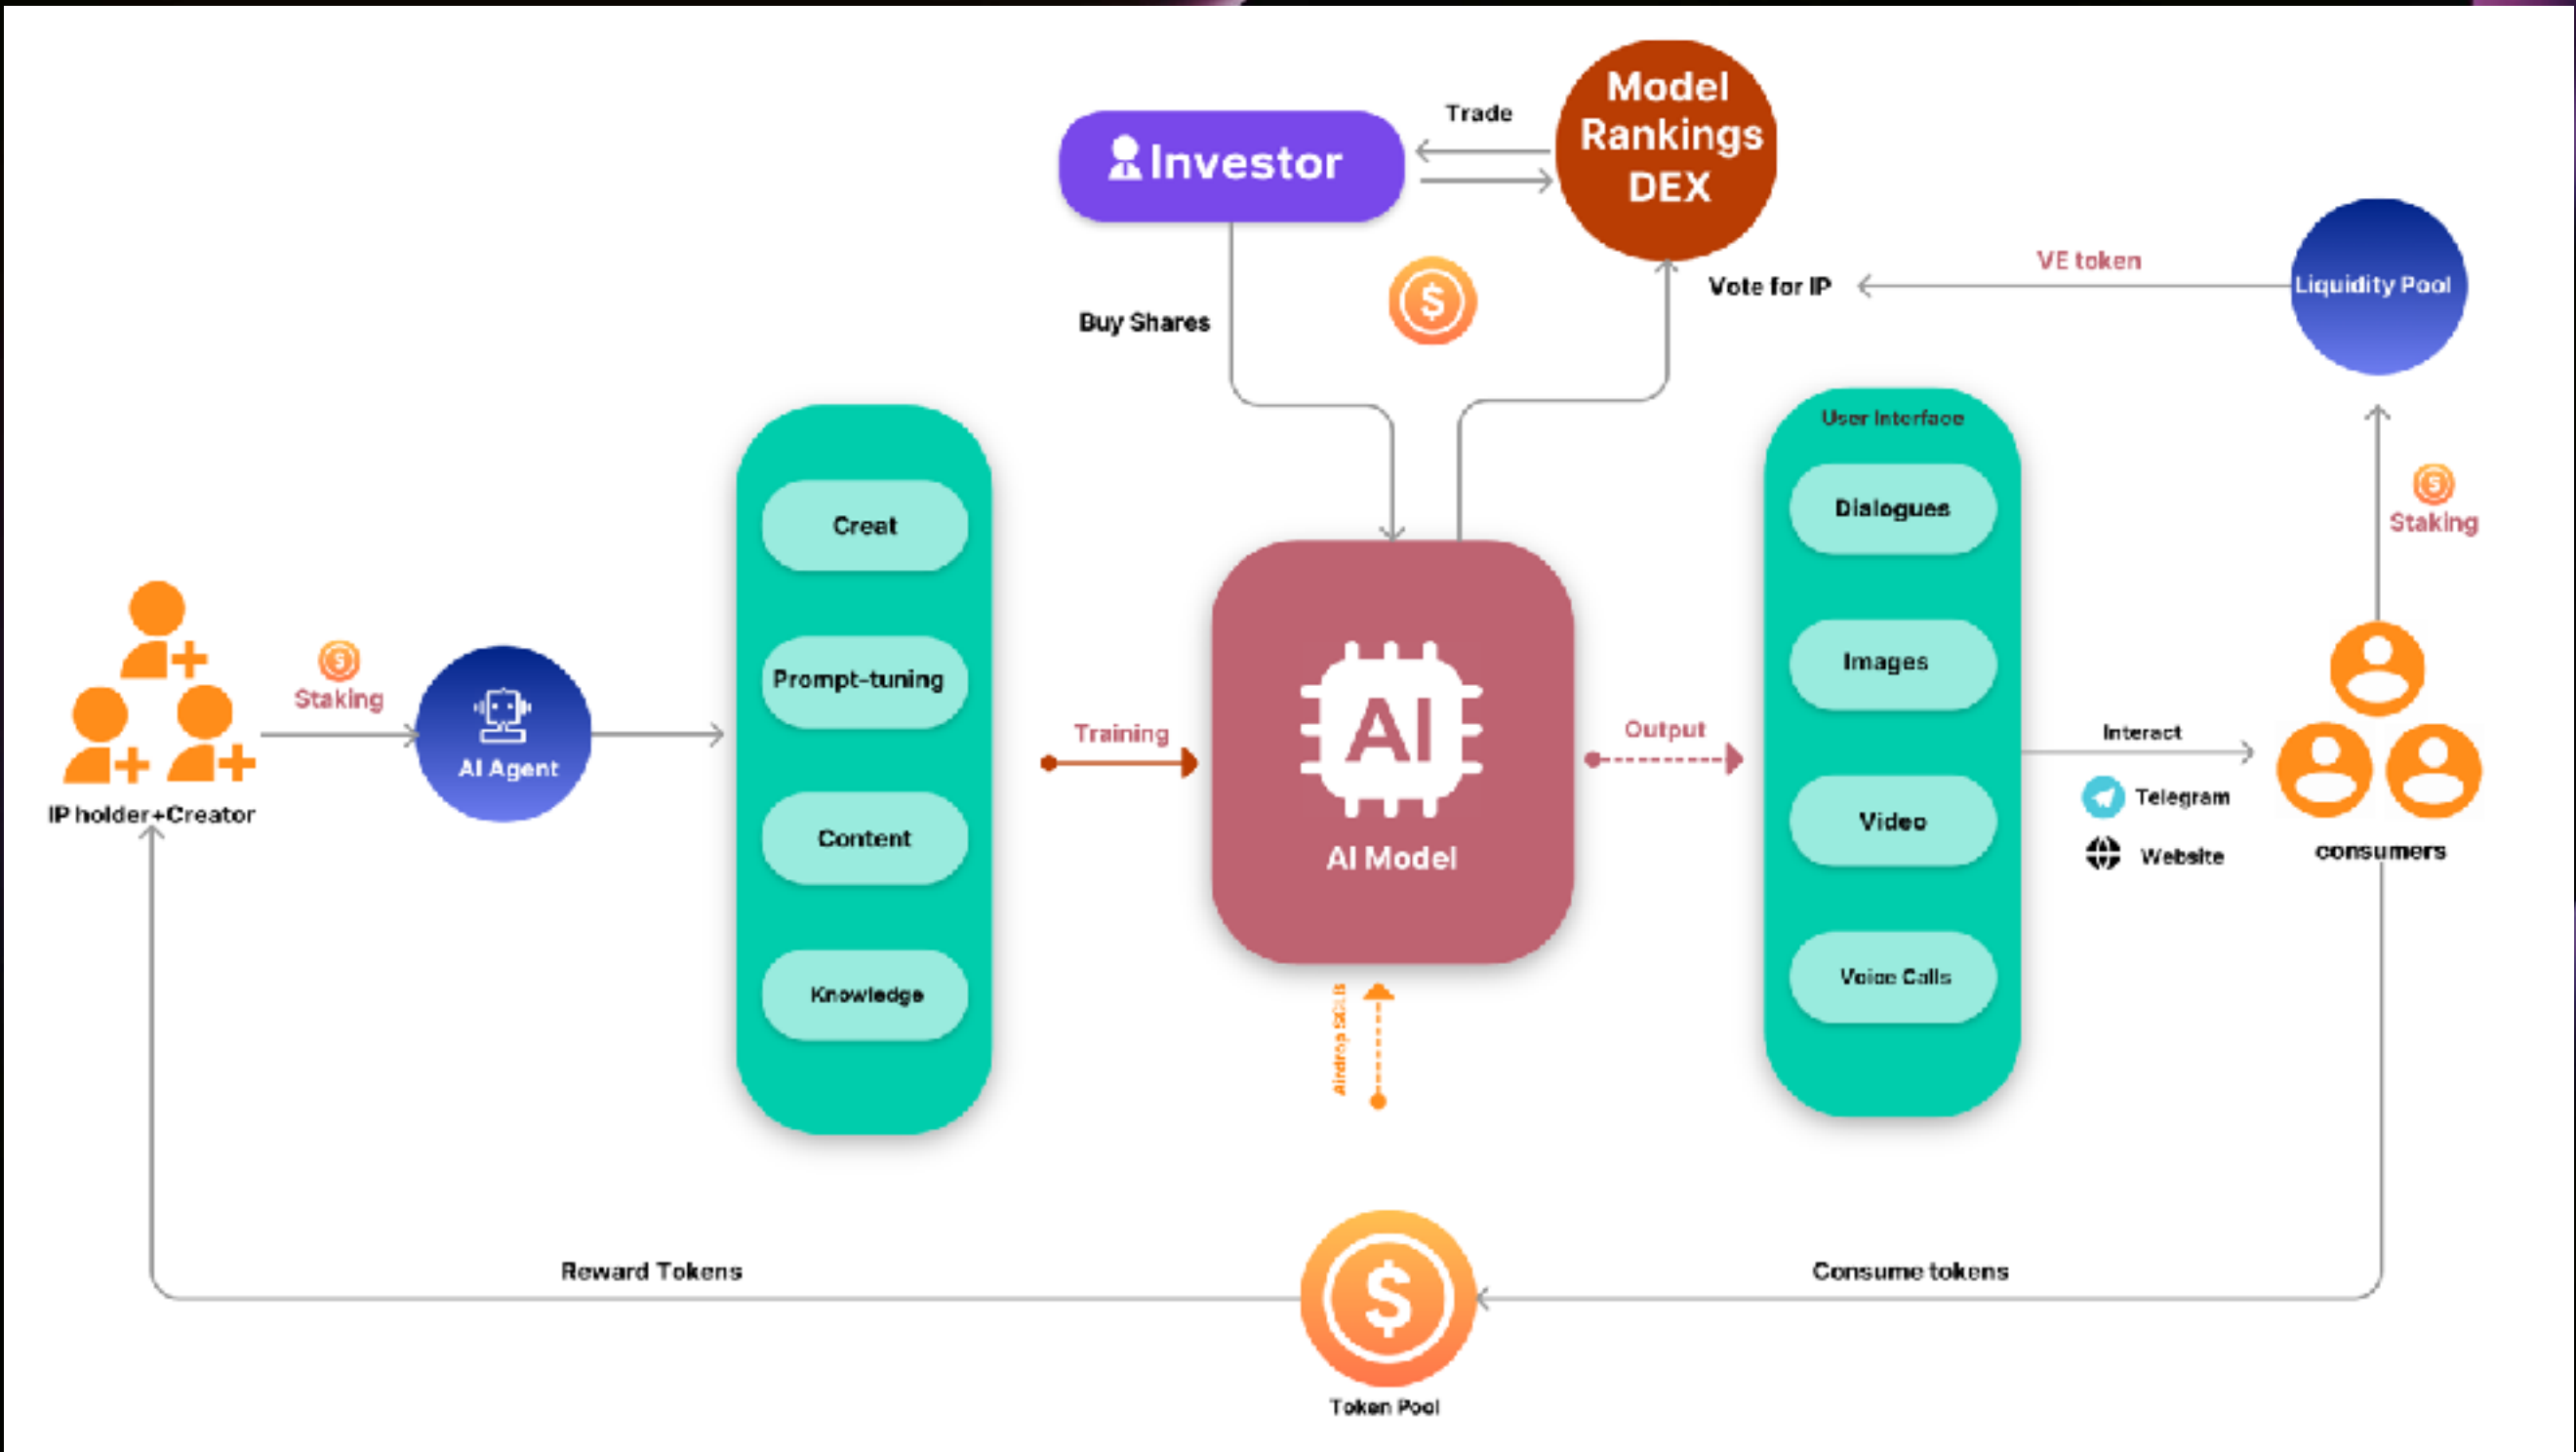 Model
Rankings
DEX
Trade
Investor
$
VE token
Liquidity Pool
Vote for IP
Buy Shares
User Interface
Creat
Dialogues
$
Staking
$
Staking
Prompt-tuning
Images
AI Agent
IP holder+Creator
Training
AI
Output
Interact
Telegram
Website
consumers
Content
Video
AI Model
Knowledge
Voice Calls
Airdrop
Reward Tokens
Consume tokens
$
Token Pool